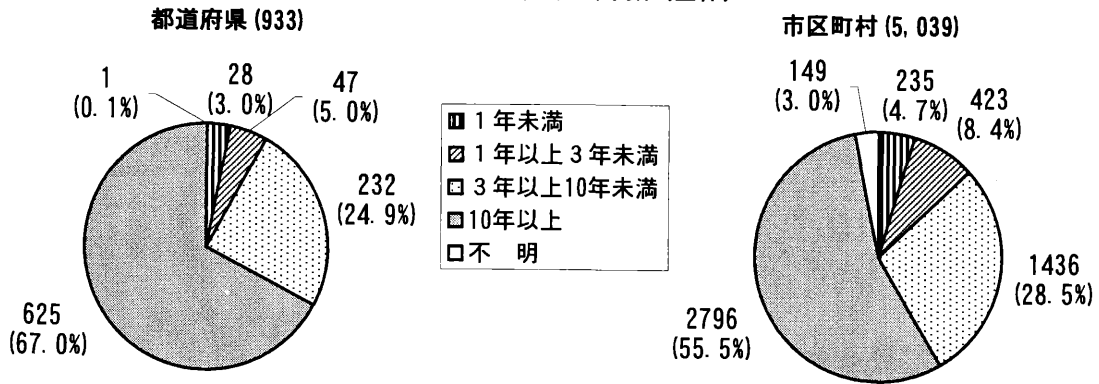 都道府県(933)
1
(0.1%)
28
(3.0%)
47
(5.0%)
232
(24.9%)
625
(67.0%)
1年未満
1年以上3年未満
3年以上10年未満
10年以上
不 明
市区町村(5,039)
149
(3.0%)
235
(4.7%)
423
(8.4%)
1436
(28.5%)
2796
(55.5%)